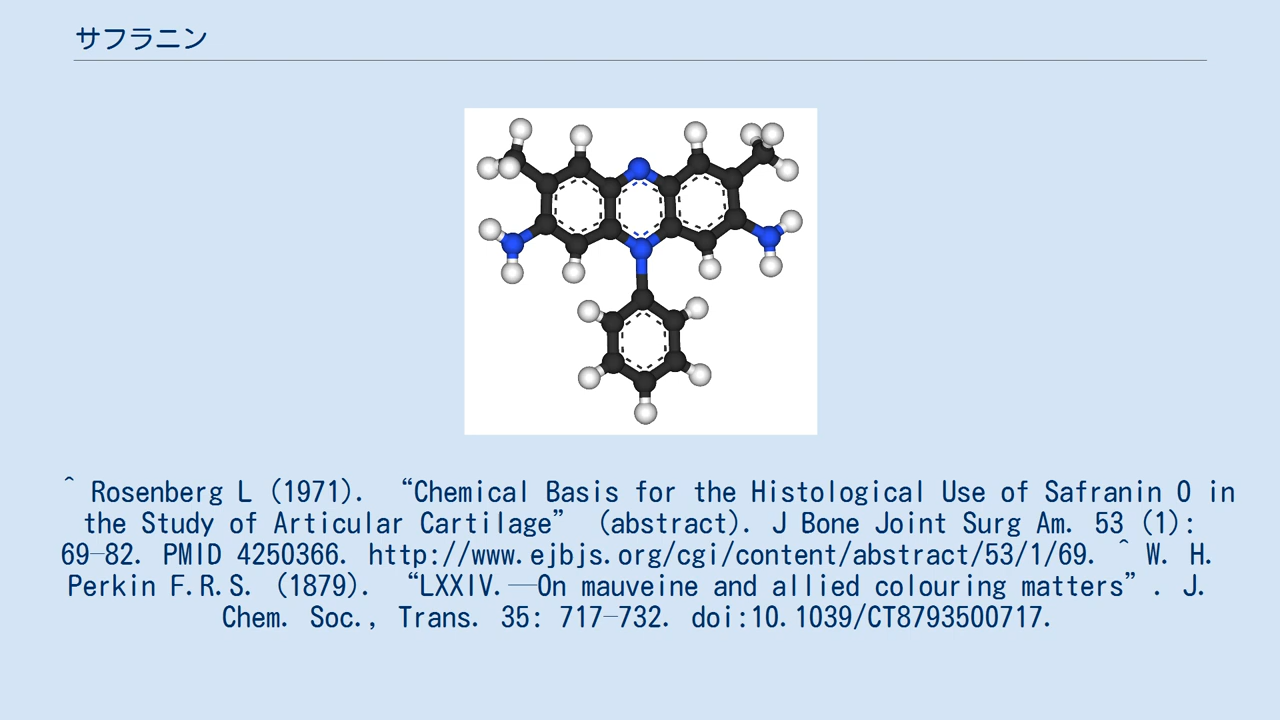 サフラニン
^ Rosenberg L (1971). “Chemical Basis for the Histological Use of Safranin O in
the Study of Articular Cartilage” (abstract). J Bone Joint Surg Am. 53 (1):
69–82. PMID 4250366. http://www.ejbjs.org/cgi/content/abstract/53/1/69. ^ W. H.
Perkin F.R.S. (1879). “LXXIV.—On mauveine and allied colouring matters”. J.
Chem. Soc., Trans. 35: 717–732. doi:10.1039/CT8793500717.